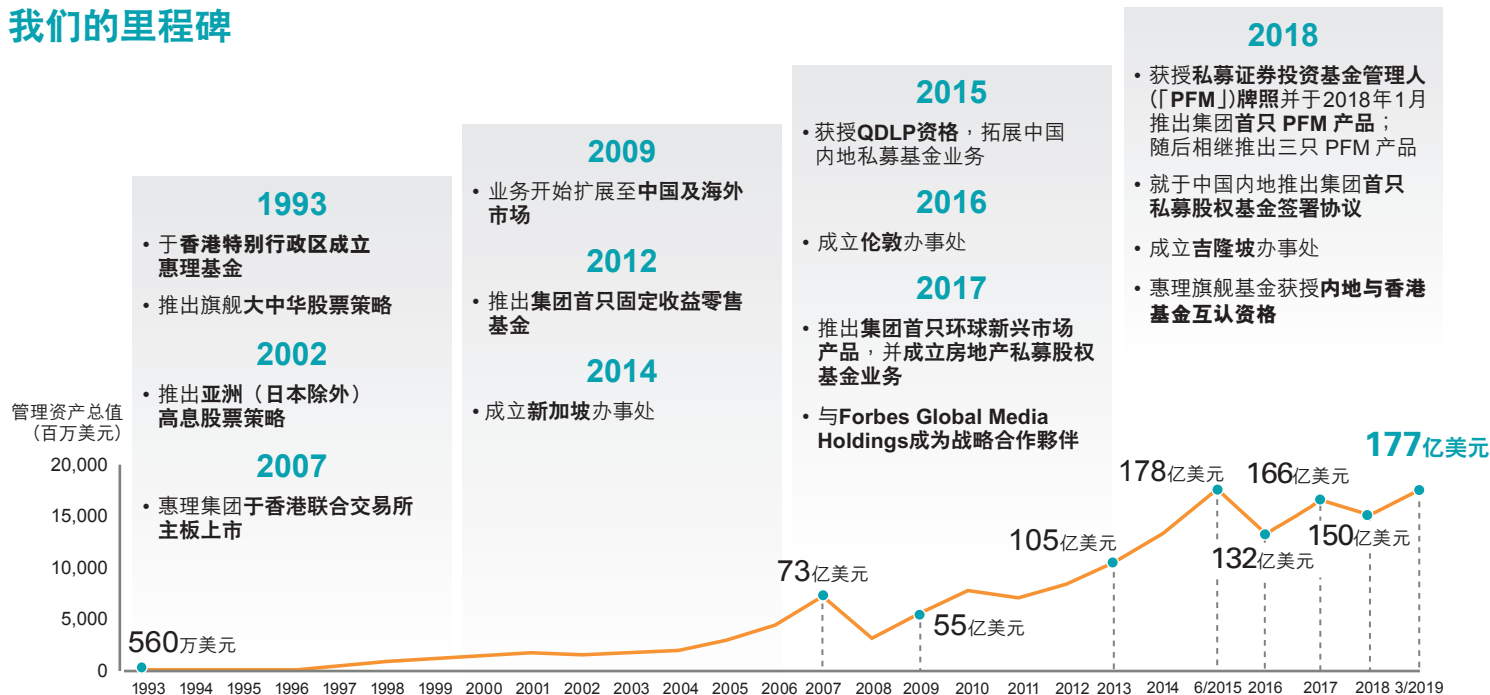 我们的里程碑
1993
• 于香港特别行政区成立
惠理基金
• 推出旗舰大中华股票策略
2002
• 推出亚洲（日本除外）
高息股票策略
2007
• 惠理集团于香港联合交易所
主板上市
2009
• 业务开始扩展至中国及海外
市场
2012
• 推出集团首只固定收益零售
基金
2014
• 成立新加坡办事处
2015
• 获授QDLP资格，拓展中国
内地私募基金业务
2016
• 成立伦敦办事处
2017
• 推出集团首只环球新兴市场
产品，并成立房地产私募股权
基金业务
• 与Forbes Global Media
Holdings成为战略合作夥伴
2018
• 获授私募证券投资基金管理人
(「PFM」)牌照并于2018年1月
推出集团首只 PFM 产品；
随后相继推出三只 PFM 产品
• 就于中国内地推出集团首只
私募股权基金签署协议
• 成立吉隆坡办事处
• 惠理旗舰基金获授内地与香港
基金互认资格
管理资产总值
（百万美元）
20,000
15,000
10,000
5,000
0
560万美元
73亿美元
55亿美元
105亿美元
178亿美元
132亿美元
166亿美元
150亿美元
177亿美元
1993 1994 1995 1996 1997 1998 1999 2000 2001 2002 2003 2004 2005 2006 2007 2008 2009 2010 2011 2012 2013 2014 6/2015 2016 2017 2018 3/2019